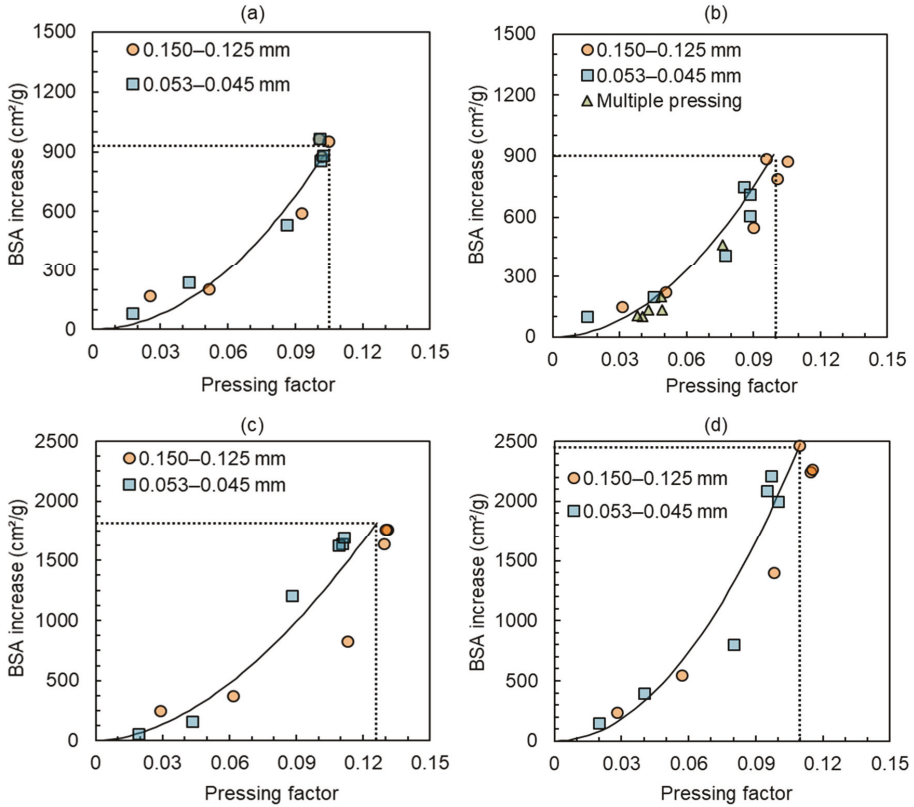 (a)
1500
1200
900
600
300
0
0 0.03 0.06 0.09 0.12 0.15
BSA increase (cm²/g)
Pressing factor
0.150–0.125 mm
0.053–0.045 mm
(b)
1500
1200
900
600
300
0
0 0.03 0.06 0.09 0.12 0.15
BSA increase (cm²/g)
Pressing factor
0.150–0.125 mm
0.053–0.045 mm
Multiple pressing
(c)
2500
2000
1500
1000
500
0
0 0.03 0.06 0.09 0.12 0.15
BSA increase (cm²/g)
Pressing factor
0.150–0.125 mm
0.053–0.045 mm
(d)
2500
2000
1500
1000
500
0
0 0.03 0.06 0.09 0.12 0.15
BSA increase (cm²/g)
Pressing factor
0.150–0.125 mm
0.053–0.045 mm